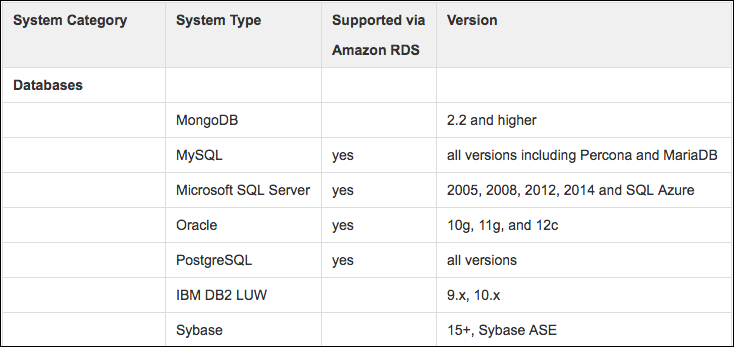 System Category System Type Supported via Amazon RDS Version
Databases
MongoDB 2.2 and higher
MySQL yes all versions including Percona and MariaDB
Microsoft SQL Server yes 2005, 2008, 2012, 2014 and SQL Azure
Oracle yes 10g, 11g, and 12c
PostgreSQL yes all versions
IBM DB2 LUW 9.x, 10.x
Sybase 15+, Sybase ASE